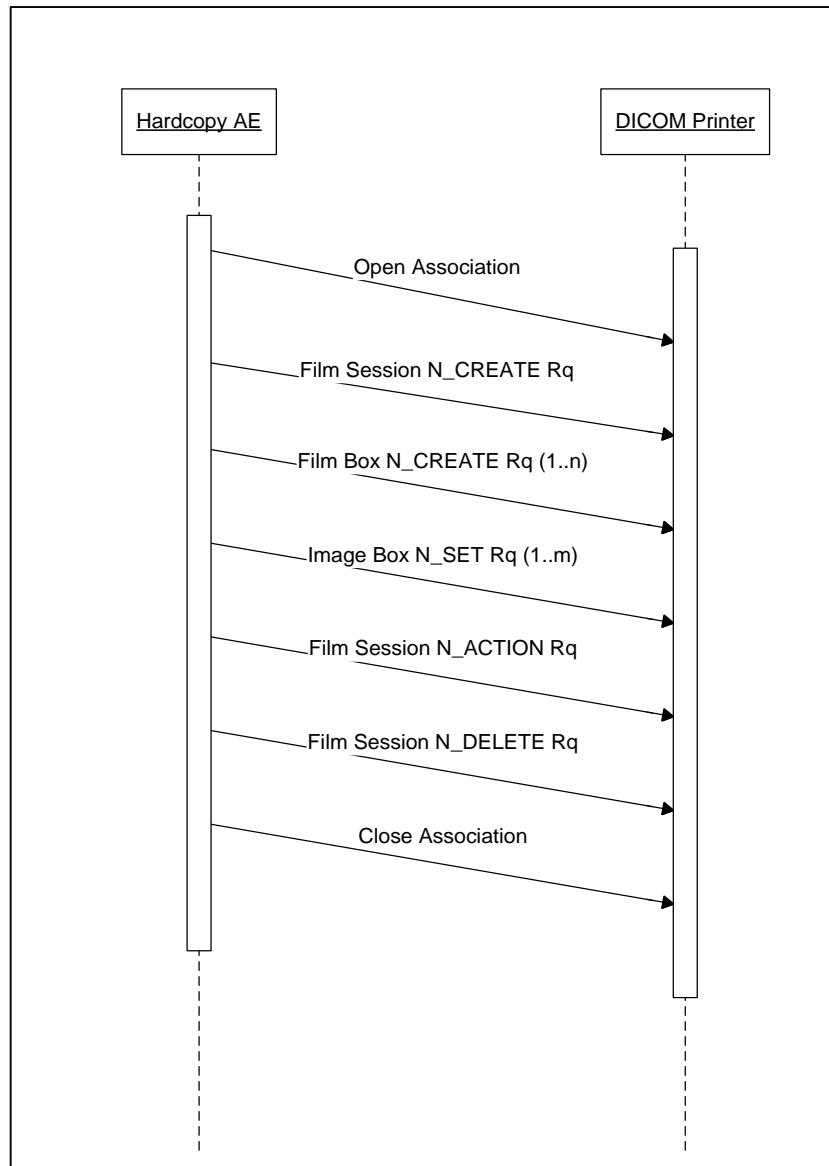 Hardcopy AE
DICOM Printer
Open Association
Film Session N_CREATE Rq
Film Box N_CREATE Rq (1..n)
Image Box N_SET Rq (1..m)
Film Session N_ACTION Rq
Film Session N_DELETE Rq
Close Association